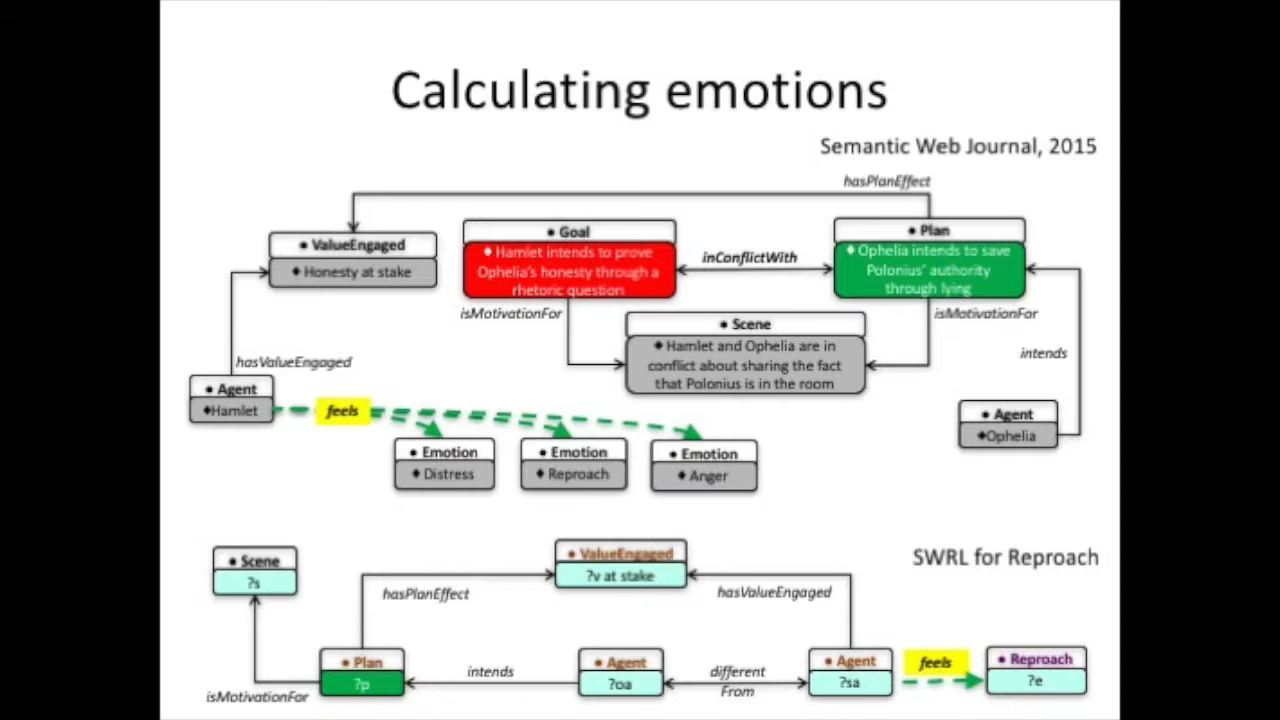 Calculating emotions
Semantic Web Journal, 2015
hasPlanEffect
• ValueEngaged
♦ Honesty at stake
• Goal
♦ Hamlet intends to prove
Ophelia's honesty through a
rhetoric question
inConflictWith
• Plan
♦ Ophelia intends to save
Polonius' authority
through lying
isMotivationFor
isMotivationFor
• Scene
♦ Hamlet and Ophelia are in
conflict about sharing the fact
that Polonius is in the room
intends
hasValueEngaged
• Agent
♦Hamlet
feels
• Agent
♦Ophelia
• Emotion
♦ Distress
• Emotion
♦ Reproach
• Emotion
♦ Anger
SWRL for Reproach
• Scene
?s
• ValueEngaged
?v at stake
hasPlanEffect
hasValueEngaged
• Plan
?p
intends
• Agent
?oa
different
From
• Agent
?sa
feels
• Reproach
?e
isMotivationFor